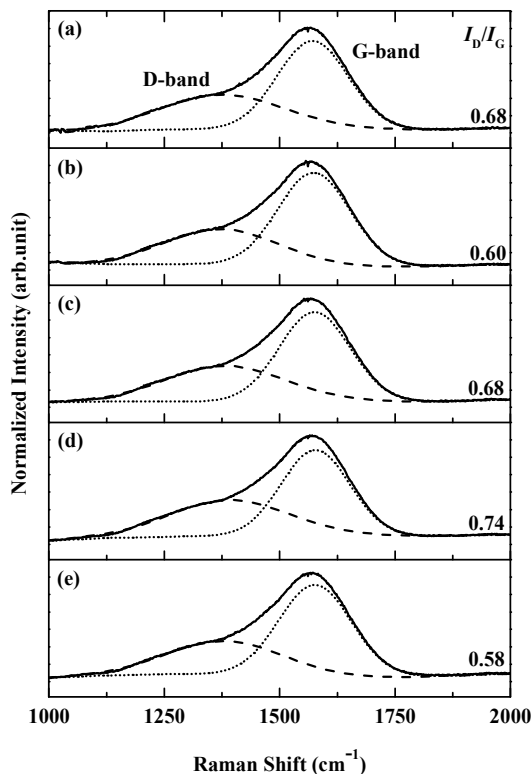 (a)
I_D/I_G
D-band
G-band
0.68
(b)
0.60
(c)
0.68
(d)
0.74
(e)
0.58
1000 1250 1500 1750 2000
Raman Shift (cm⁻¹)
Normalized Intensity (arb.unit)